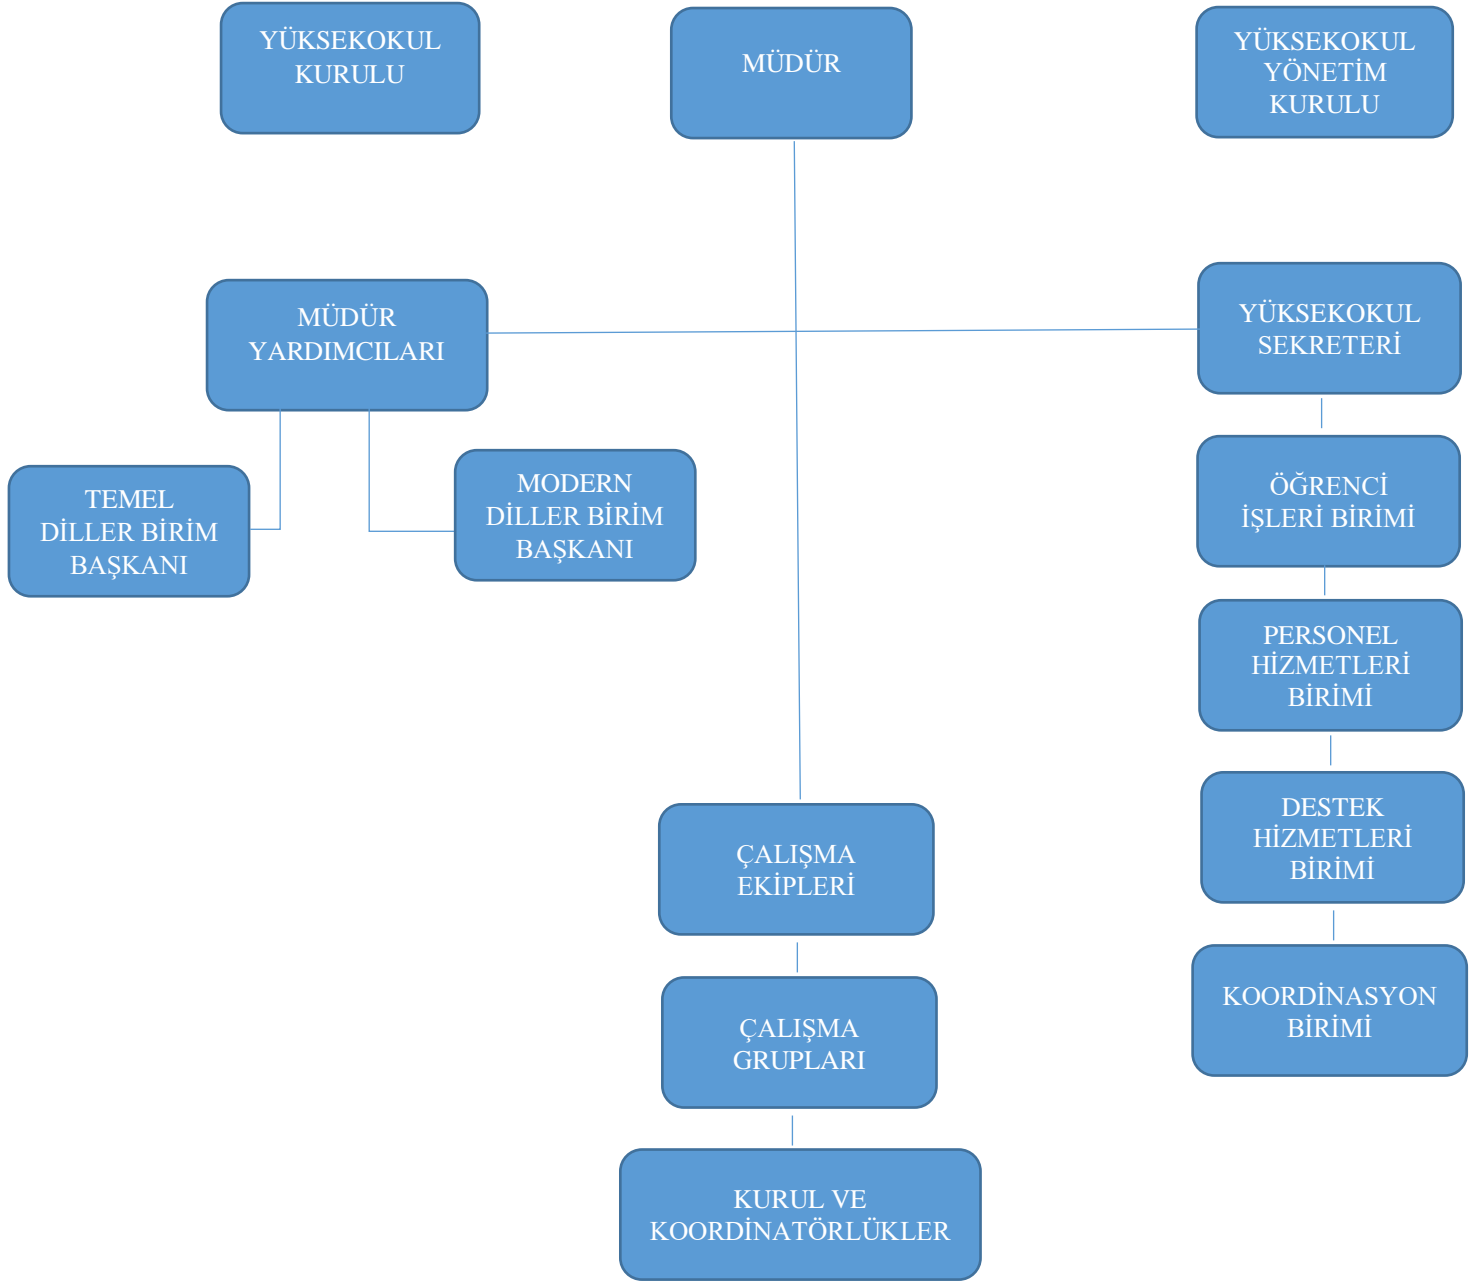 YÜKSEKOKUL
KURULU
MÜDÜR
YÜKSEKOKUL
YÖNETİM
KURULU
MÜDÜR
YARDIMCILARI
YÜKSEKOKUL
SEKRETERİ
TEMEL
DİLLER BİRİM
BAŞKANI
MODERN
DİLLER BİRİM
BAŞKANI
ÖĞRENCİ
İŞLERİ BİRİMİ
PERSONEL
HİZMETLERİ
BİRİMİ
DESTEK
HİZMETLERİ
BİRİMİ
KOORDİNASYON
BİRİMİ
ÇALIŞMA
EKİPLERİ
ÇALIŞMA
GRUPLARI
KURUL VE
KOORDİNATÖRLÜKLER